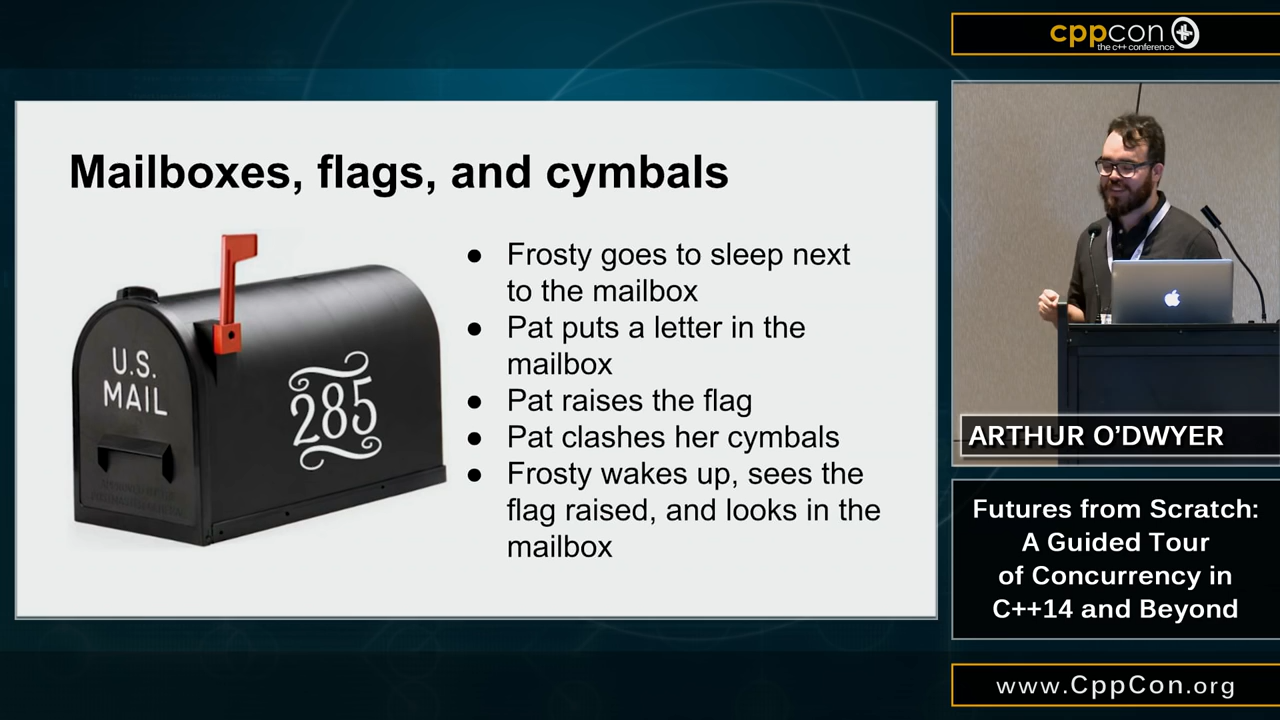 cppcon
the c++ conference
Mailboxes, flags, and cymbals
U.S.
MAIL
285
● Frosty goes to sleep next
to the mailbox
● Pat puts a letter in the
mailbox
● Pat raises the flag
● Pat clashes her cymbals
● Frosty wakes up, sees the
flag raised, and looks in the
mailbox
ARTHUR O'DWYER
Futures from Scratch:
A Guided Tour
of Concurrency in
C++14 and Beyond
www.CppCon.org